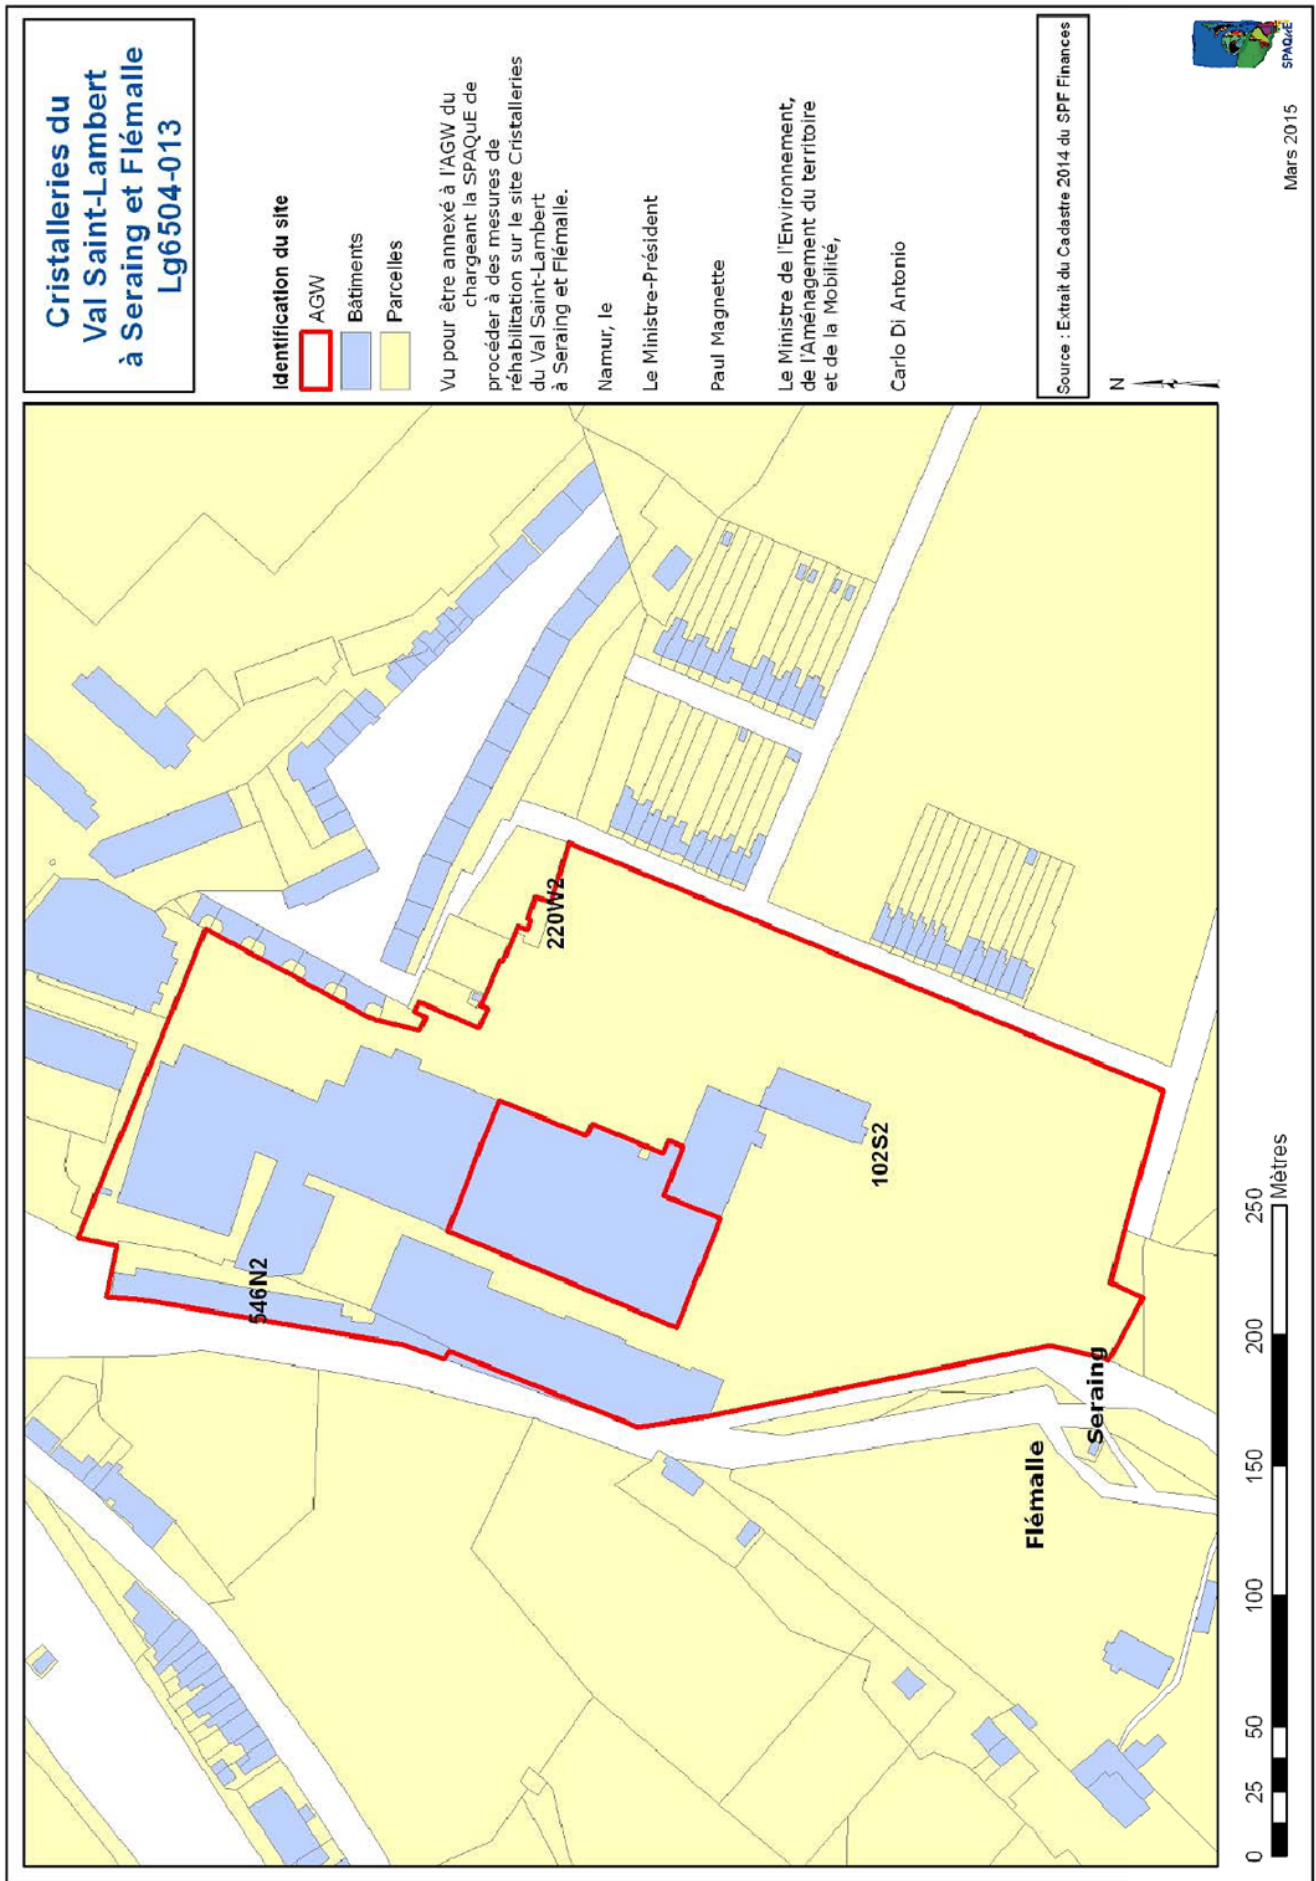 Cristalleries du
Val Saint-Lambert
à Seraing et Flémalle
Lg6504-013
Identification du site
AGW
Bâtiments
Parcelles
Vu pour être annexé à l'AGW du
chargeant la SPAQuE de
procéder à des mesures de
réhabilitation sur le site Cristalleries
du Val Saint-Lambert
à Seraing et Flémalle.
Namur, le
Le Ministre-Président
Paul Magnette
Le Ministre de l'Environnement,
de l'Aménagement du territoire
et de la Mobilité,
Carlo Di Antonio
Source : Extrait du Cadastre 2014 du SPF Finances
N
SPAQuE
Mars 2015
546N2
220W2
102S2
Flémalle
Seraing
0 25 50 100 150 200 250
Mètres